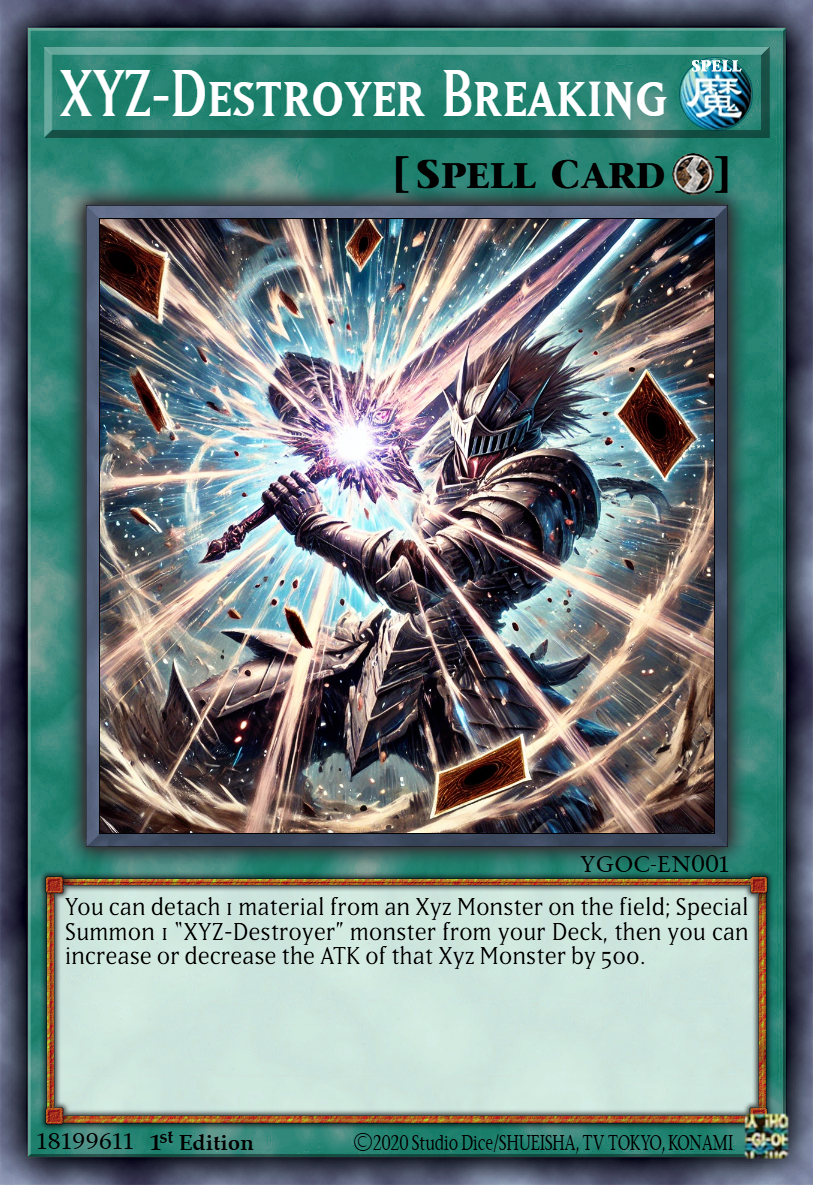 XYZ-Destroyer Breaking
SPELL
魔
[Spell Card]
YGOC-EN001
You can detach 1 material from an Xyz Monster on the field; Special
Summon 1 "XYZ-Destroyer" monster from your Deck, then you can
increase or decrease the ATK of that Xyz Monster by 500.
18199611 1st Edition ©2020 Studio Dice/SHUEISHA, TV TOKYO, KONAMI